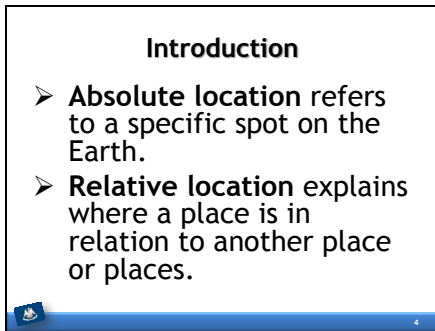 Introduction
➢ Absolute location refers
to a specific spot on the
Earth.
➢ Relative location explains
where a place is in
relation to another place
or places.
4